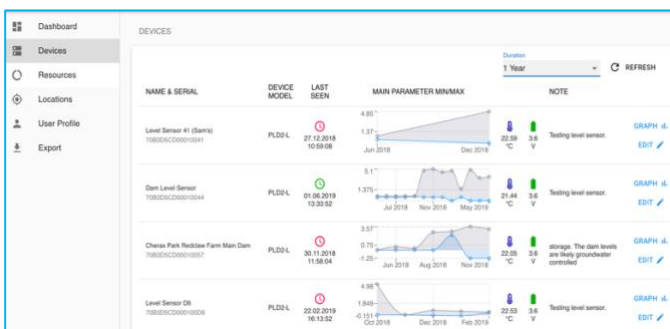 Dashboard
Devices
Resources
Locations
User Profile
Export
DEVICES
Duration
1 Year
REFRESH
NAME & SERIAL
DEVICE MODEL
LAST SEEN
MAIN PARAMETER MIN/MAX
NOTE
Level Sensor 41 (Sam's)
PLD2-L
27.12.2018
10:59:08
4.85
1.37
Jun 2018 Dec 2018
22.59 °C
3.6 V
Testing level sensor.
GRAPH
EDIT
Dam Level Sensor
PLD2-L
01.06.2019
13:33:52
5.1
1.375
Jul 2018 Nov 2018 May 2019
21.44 °C
3.6 V
Testing level sensor.
GRAPH
EDIT
Cherax Park Redclaw Farm Main Dam
PLD2-L
30.11.2018
11:58:04
3.57
0.75
-1.25
Jun 2018 Aug 2018 Nov 2018
22.05 °C
3.6 V
storage. The dam levels
are likely groundwater
controlled
GRAPH
EDIT
Level Sensor D6
PLD2-L
22.02.2019
16:13:52
4.98
1.849
-0.151
Oct 2018 Dec 2018 Feb 2019
22.53 °C
3.6 V
Testing level sensor.
GRAPH
EDIT